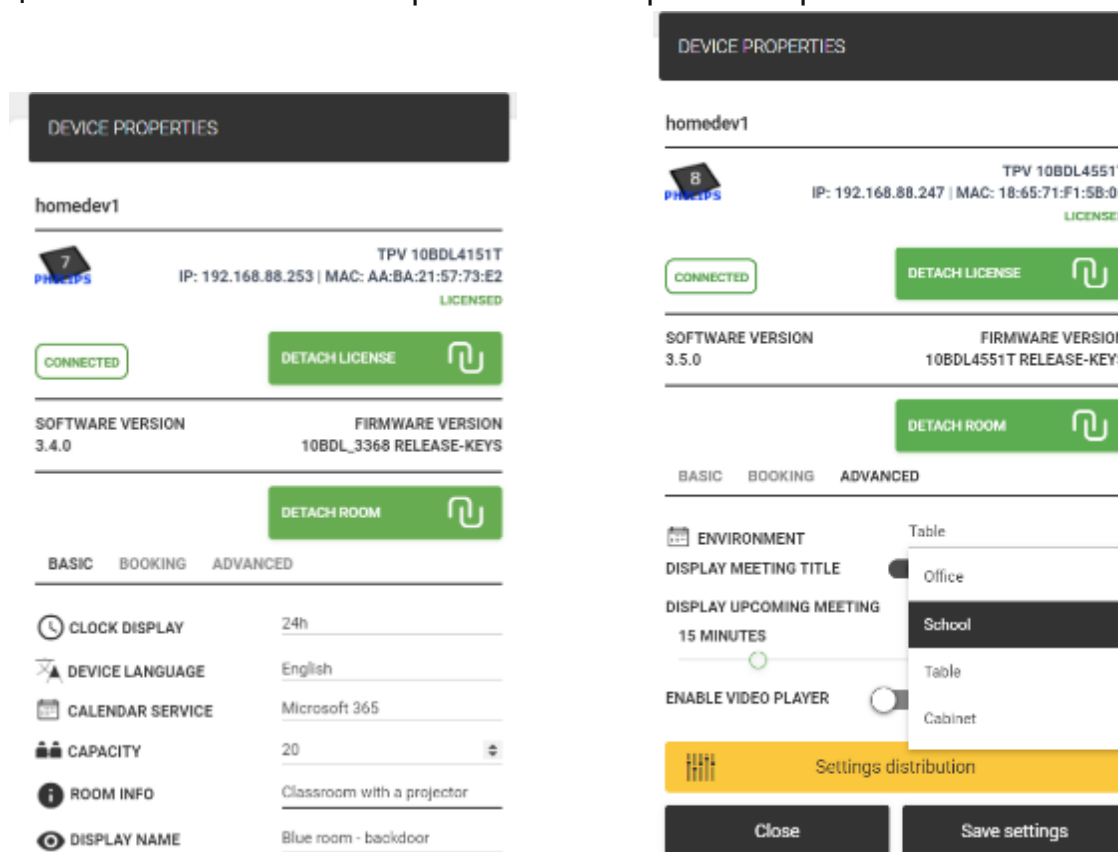 DEVICE PROPERTIES
homedev1
7
PHILIPS
TPV 10BDL4151T
IP: 192.168.88.253 | MAC: AA:BA:21:57:73:E2
LICENSED
CONNECTED
DETACH LICENSE
SOFTWARE VERSION
FIRMWARE VERSION
3.4.0
10BDL_3368 RELEASE-KEYS
DETACH ROOM
BASIC BOOKING ADVANCED
CLOCK DISPLAY
24h
DEVICE LANGUAGE
English
CALENDAR SERVICE
Microsoft 365
CAPACITY
20
ROOM INFO
Classroom with a projector
DISPLAY NAME
Blue room - backdoor
DEVICE PROPERTIES
homedev1
8
PHILIPS
TPV 10BDL4551
IP: 192.168.88.247 | MAC: 18:65:71:F1:5B:0
LICENSE
CONNECTED
DETACH LICENSE
SOFTWARE VERSION
FIRMWARE VERSION
3.5.0
10BDL4551T RELEASE-KEY
DETACH ROOM
BASIC BOOKING ADVANCED
ENVIRONMENT
Table
DISPLAY MEETING TITLE
Office
DISPLAY UPCOMING MEETING
School
15 MINUTES
Table
ENABLE VIDEO PLAYER
Cabinet
Settings distribution
Close
Save settings